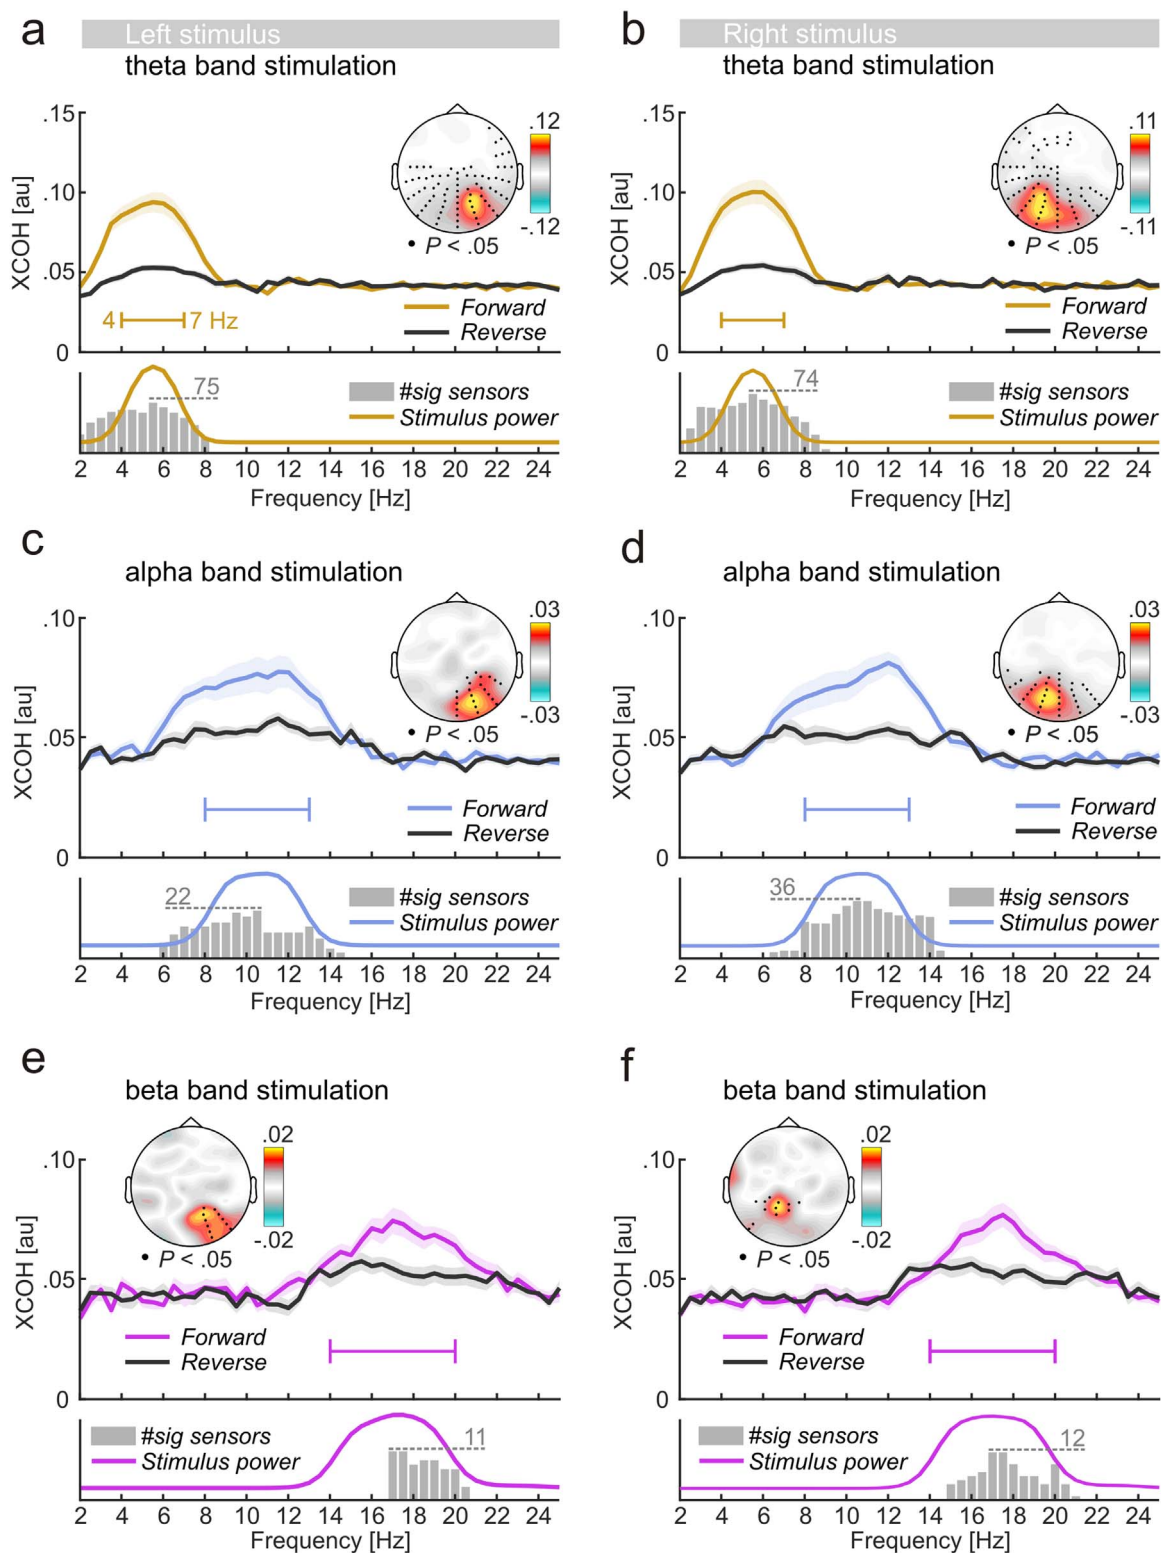 a
Left stimulus
theta band stimulation
.15
.10
.05
0
XCOH [au]
.12
-.12
• P < .05
Forward
Reverse
4
7 Hz
75
#sig sensors
Stimulus power
2 4 6 8 10 12 14 16 18 20 22 24
Frequency [Hz]
b
Right stimulus
theta band stimulation
.15
.10
.05
0
XCOH [au]
.11
-.11
• P < .05
Forward
Reverse
74
#sig sensors
Stimulus power
2 4 6 8 10 12 14 16 18 20 22 24
Frequency [Hz]
c
alpha band stimulation
.10
.05
0
XCOH [au]
.03
-.03
• P < .05
Forward
Reverse
22
#sig sensors
Stimulus power
2 4 6 8 10 12 14 16 18 20 22 24
Frequency [Hz]
d
alpha band stimulation
.10
.05
0
XCOH [au]
.03
-.03
• P < .05
Forward
Reverse
36
#sig sensors
Stimulus power
2 4 6 8 10 12 14 16 18 20 22 24
Frequency [Hz]
e
beta band stimulation
.10
.05
0
XCOH [au]
.02
-.02
• P < .05
Forward
Reverse
#sig sensors
Stimulus power
11
2 4 6 8 10 12 14 16 18 20 22 24
Frequency [Hz]
f
beta band stimulation
.10
.05
0
XCOH [au]
.02
-.02
• P < .05
Forward
Reverse
#sig sensors
Stimulus power
12
2 4 6 8 10 12 14 16 18 20 22 24
Frequency [Hz]